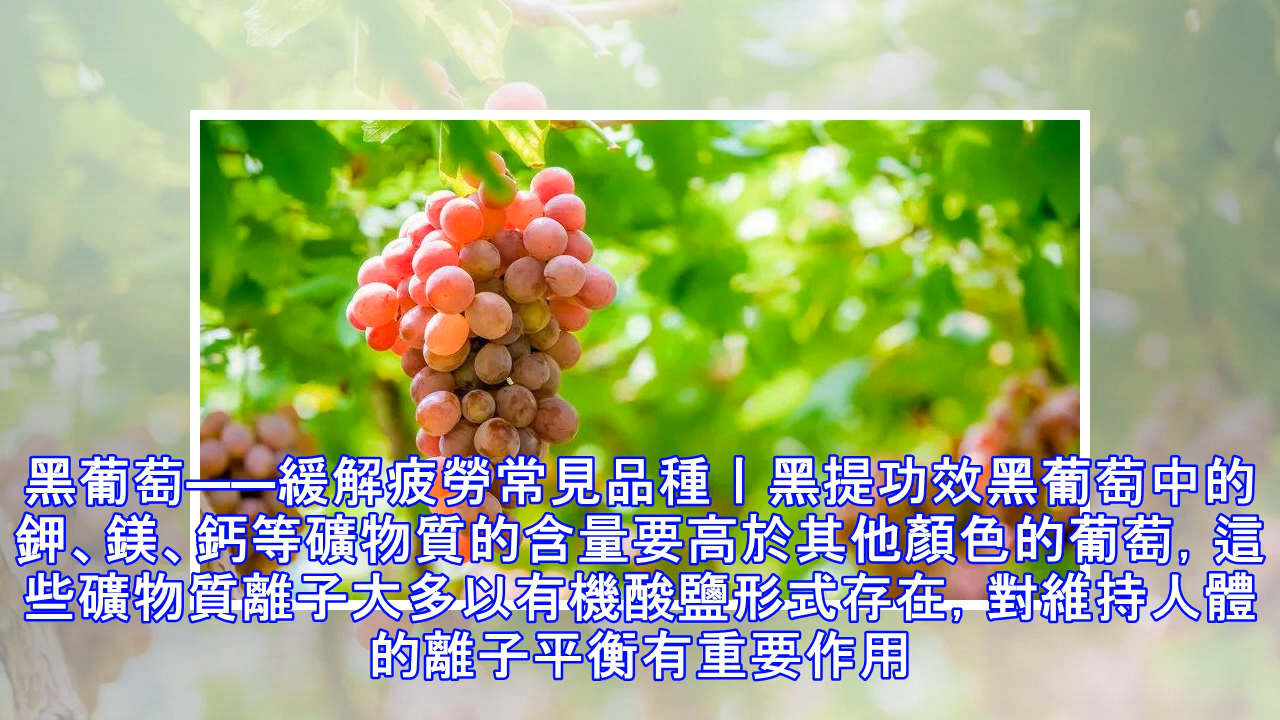 黑葡萄——緩解疲勞常見品種丨黑提功效黑葡萄中的
鉀、鎂、鈣等礦物質的含量要高於其他顏色的葡萄, 這
些礦物質離子大多以有機酸鹽形式存在, 對維持人體
的離子平衡有重要作用